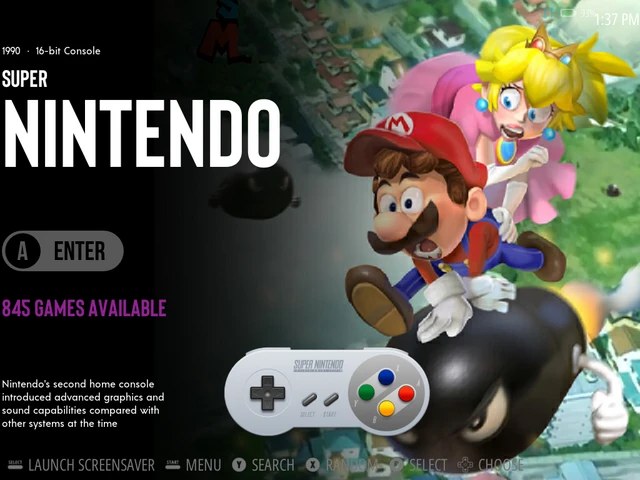 1:37 PM
1990 · 16-bit Console
SUPER
NINTENDO
A ENTER
845 GAMES AVAILABLE
SUPER NINTENDO
SELECT START
Nintendo's second home console
introduced advanced graphics and
sound capabilities compared with
other systems at the time
SELECT LAUNCH SCREENSAVER START MENU Y SEARCH X RANDOM SELECT CHOOSE